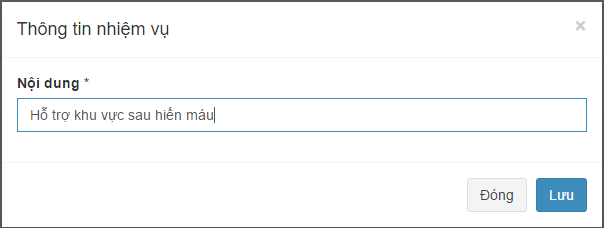 Thông tin nhiệm vụ
×
Nội dung *
Hỗ trợ khu vực sau hiến máu
Đóng Lưu